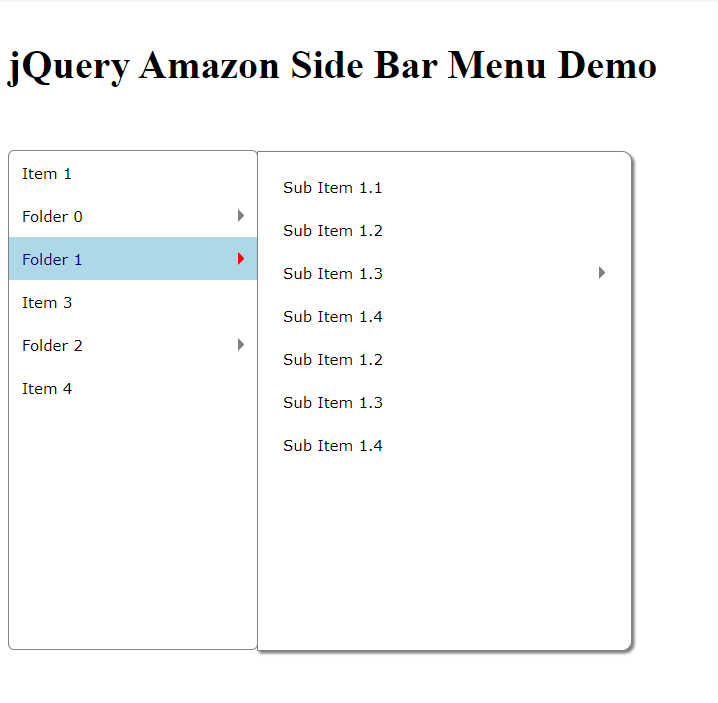 jQuery Amazon Side Bar Menu Demo
Item 1
Folder 0
Folder 1
Item 3
Folder 2
Item 4
Sub Item 1.1
Sub Item 1.2
Sub Item 1.3
Sub Item 1.4
Sub Item 1.2
Sub Item 1.3
Sub Item 1.4